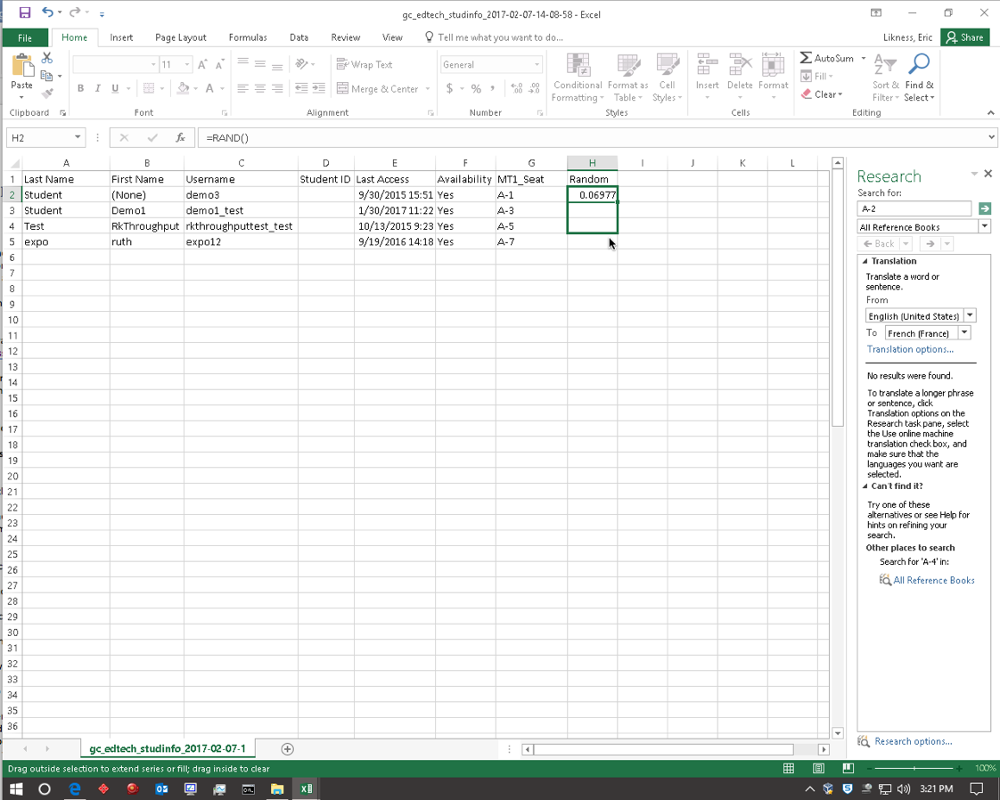 gc_edtech_studinfo_2017-02-07-14-08-58 - Excel
File Home Insert Page Layout Formulas Data Review View Tell me what you want to do... Likness, Eric Share
Paste
11 A A
B I U A
Clipboard Font
Wrap Text
Merge & Center
Alignment
General
$ % ,
Number
Conditional Formatting
Format as Table
Cell Styles
Styles
Insert Delete Format
Cells
AutoSum
Fill
Clear
Sort & Filter
Find & Select
Editing
H2 fx =RAND()
A B C D E F G H I J K L
1 Last Name First Name Username Student ID Last Access Availability MT1_Seat Random
2 Student (None) demo3 9/30/2015 15:51 Yes A-1 0.06977
3 Student Demo1 demo1_test 1/30/2017 11:22 Yes A-3
4 Test RkThroughput rkthroughputtest_test 10/13/2015 9:23 Yes A-5
5 expo ruth expo12 9/19/2016 14:18 Yes A-7
6
7
8
9
10
11
12
13
14
15
16
17
18
19
20
21
22
23
24
25
26
27
28
29
30
31
32
33
34
35
36
Research
Search for:
A-2
All Reference Books
Back
Translation
Translate a word or
sentence.
From
English (United States)
To French (France)
Translation options...
No results were found.
To translate a longer phrase
or sentence, click
Translation options on the
Research task pane, select
the Use online machine
translation check box, and
make sure that the
languages you want are
selected.
Can't find it?
Try one of these
alternatives or see Help for
hints on refining your
search.
Other places to search
Search for 'A-4' in:
All Reference Books
Research options...
gc_edtech_studinfo_2017-02-07-1
Drag outside selection to extend series or fill; drag inside to clear 100%
3:21 PM